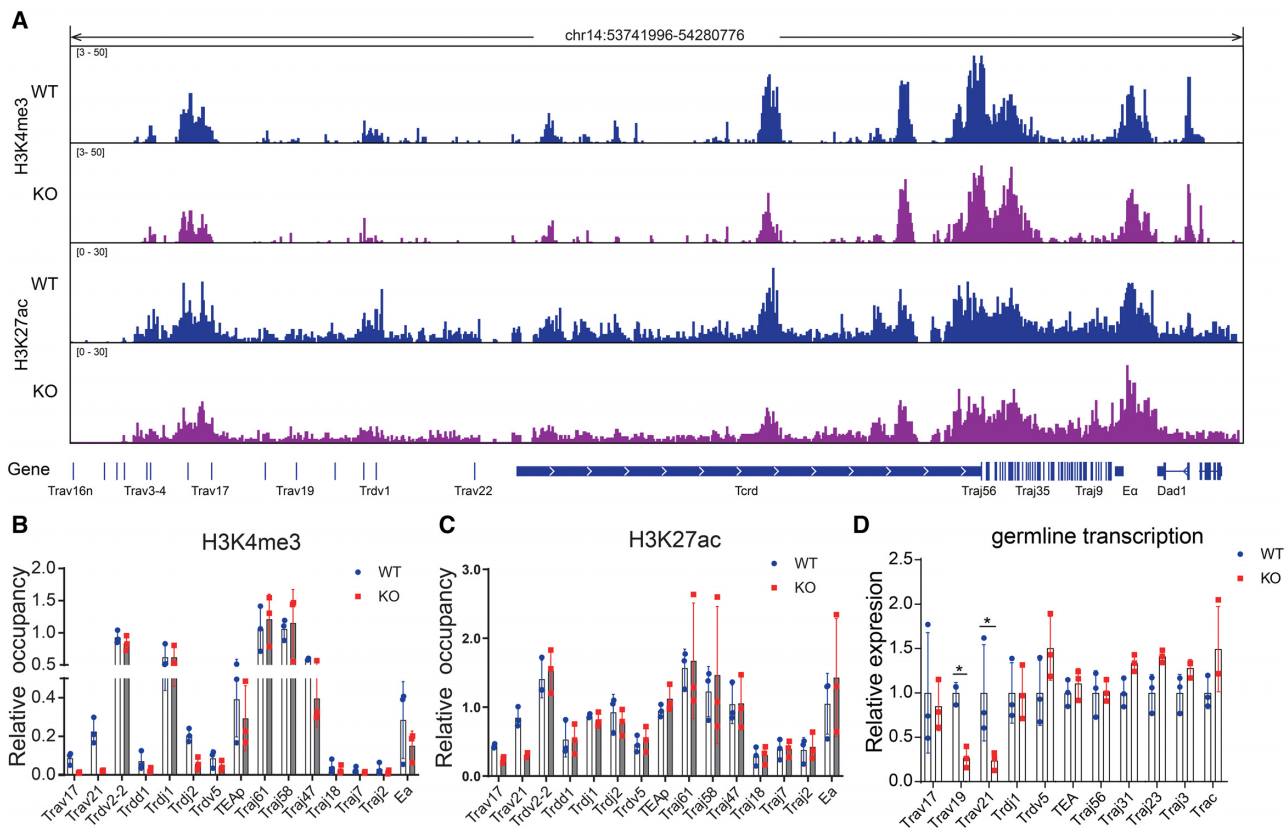 A
chr14:53741996-54280776
[3 - 50]
WT
H3K4me3
[3- 50]
KO
[0 - 30]
WT
H3K27ac
[0 - 30]
KO
Gene
Trav16n Trav3-4 Trav17 Trav19 Trdv1 Trav22 Tcrd Traj56 Traj35 Traj9 Eα Dad1
B
H3K4me3
WT
KO
Relative occupancy
2.0
1.5
1.0
0.5
0.4
0.2
0.0
Trav17 Trav21 Trdv2-2 Trdd1 Trdj1 Trdj2 Trdv5 TEAp Traj61 Traj58 Traj47 Traj18 Traj7 Traj2 Ea
C
H3K27ac
WT
KO
Relative occupancy
3.0
2.0
1.0
0.0
Trav17 Trav21 Trdv2-2 Trdd1 Trdj1 Trdj2 Trdv5 TEAp Traj61 Traj58 Traj47 Traj18 Traj7 Traj2 Ea
D
germline transcription
WT
KO
Relative expresion
2.5
2.0
1.5
1.0
0.5
0.0
* *
Trav17 Trav19 Trav21 Trdj1 Trdv5 TEA Traj56 Traj31 Traj23 Traj3 Trac